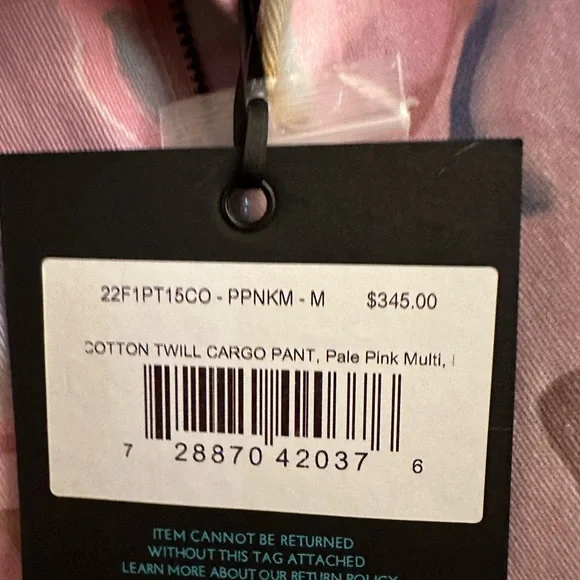 22F1PT15CO - PPNKM - M $345.00
COTTON TWILL CARGO PANT, Pale Pink Multi,
7 28870 42037 6
ITEM CANNOT BE RETURNED
WITHOUT THIS TAG ATTACHED
LEARN MORE ABOUT OUR RETURN POLICY